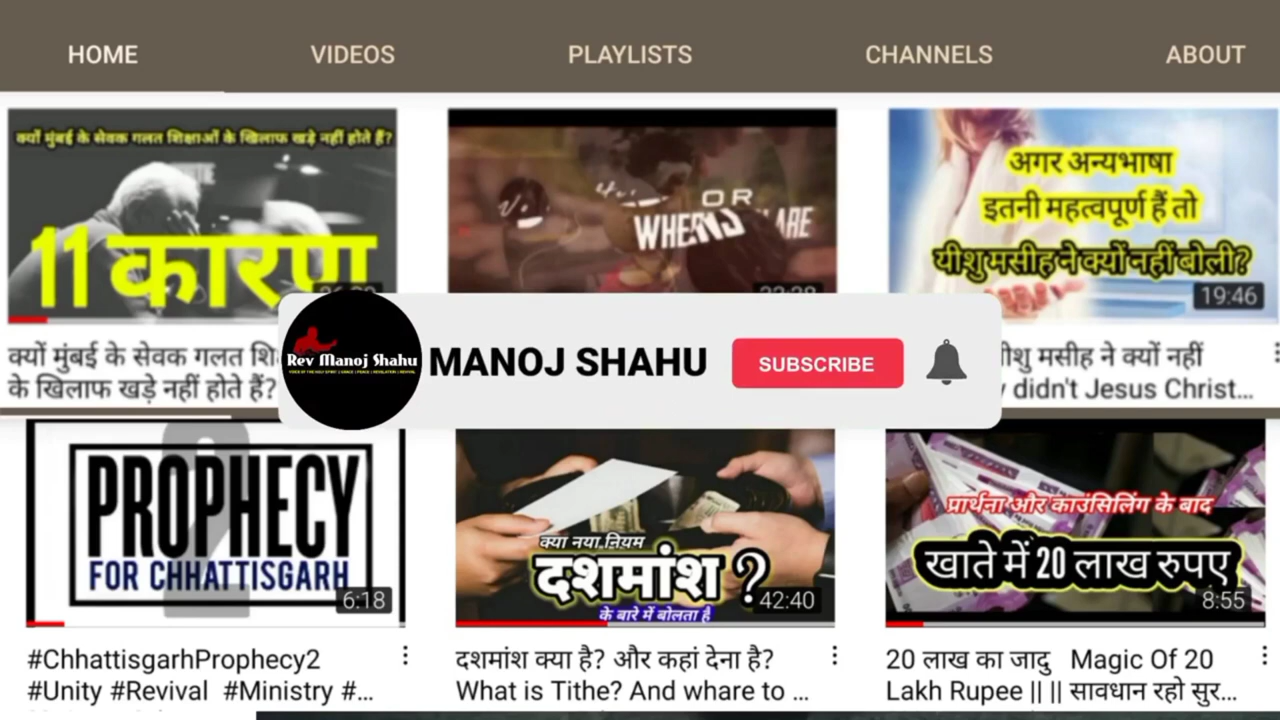 HOME
VIDEOS
PLAYLISTS
CHANNELS
ABOUT
क्यों मुंबई के सेवक गलत शिक्षाओं के खिलाफ खड़े नहीं होते हैं?
11 कारण
OR
WHEN
ARE
अगर अन्यभाषा
इतनी महत्वपूर्ण हैं तो
यीशु मसीह ने क्यों नहीं बोली?
19:46
क्यों मुंबई के सेवक गलत
के खिलाफ खड़े नहीं होते हैं?
Rev Manoj Shahu
MANOJ SHAHU
SUBSCRIBE
मसीह ने क्यों नहीं
didn't Jesus Christ...
2
PROPHECY
FOR CHHATTISGARH
6:18
क्या नया नियम
दशमांश ?
के बारे में बोलता है
42:40
प्रार्थना और काउंसिलिंग के बाद
खाते में 20 लाख रुपए
8:55
#ChhattisgarhProphecy2
#Unity #Revival #Ministry #...
दशमांश क्या है? और कहां देना है?
What is Tithe? And whare to ...
20 लाख का जादु Magic Of 20
Lakh Rupee || || सावधान रहो सुर...